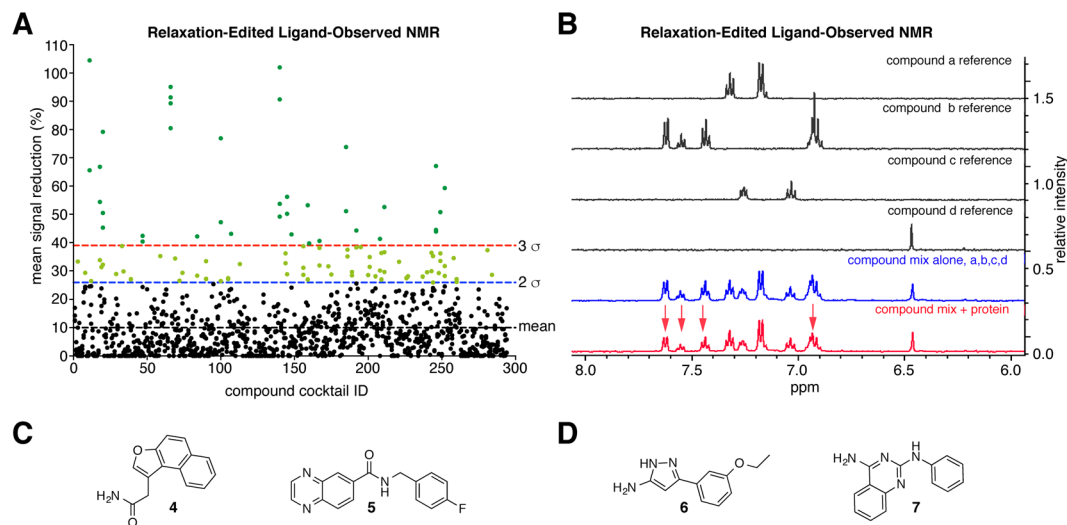 A
Relaxation-Edited Ligand-Observed NMR
mean signal reduction (%)
110
100
90
80
70
60
50
40
30
20
10
0
3 σ
2 σ
mean
0
50
100
150
200
250
300
compound cocktail ID
B
Relaxation-Edited Ligand-Observed NMR
compound a reference
compound b reference
compound c reference
compound d reference
compound mix alone, a,b,c,d
compound mix + protein
1.5
1.0
0.5
0.0
relative intensity
8.0
7.5
7.0
6.5
6.0
ppm
C
O
H₂N
O
4
N
N
O
N
H
F
5
D
HN
N
H₂N
O
6
H₂N
N
H
N
N
7